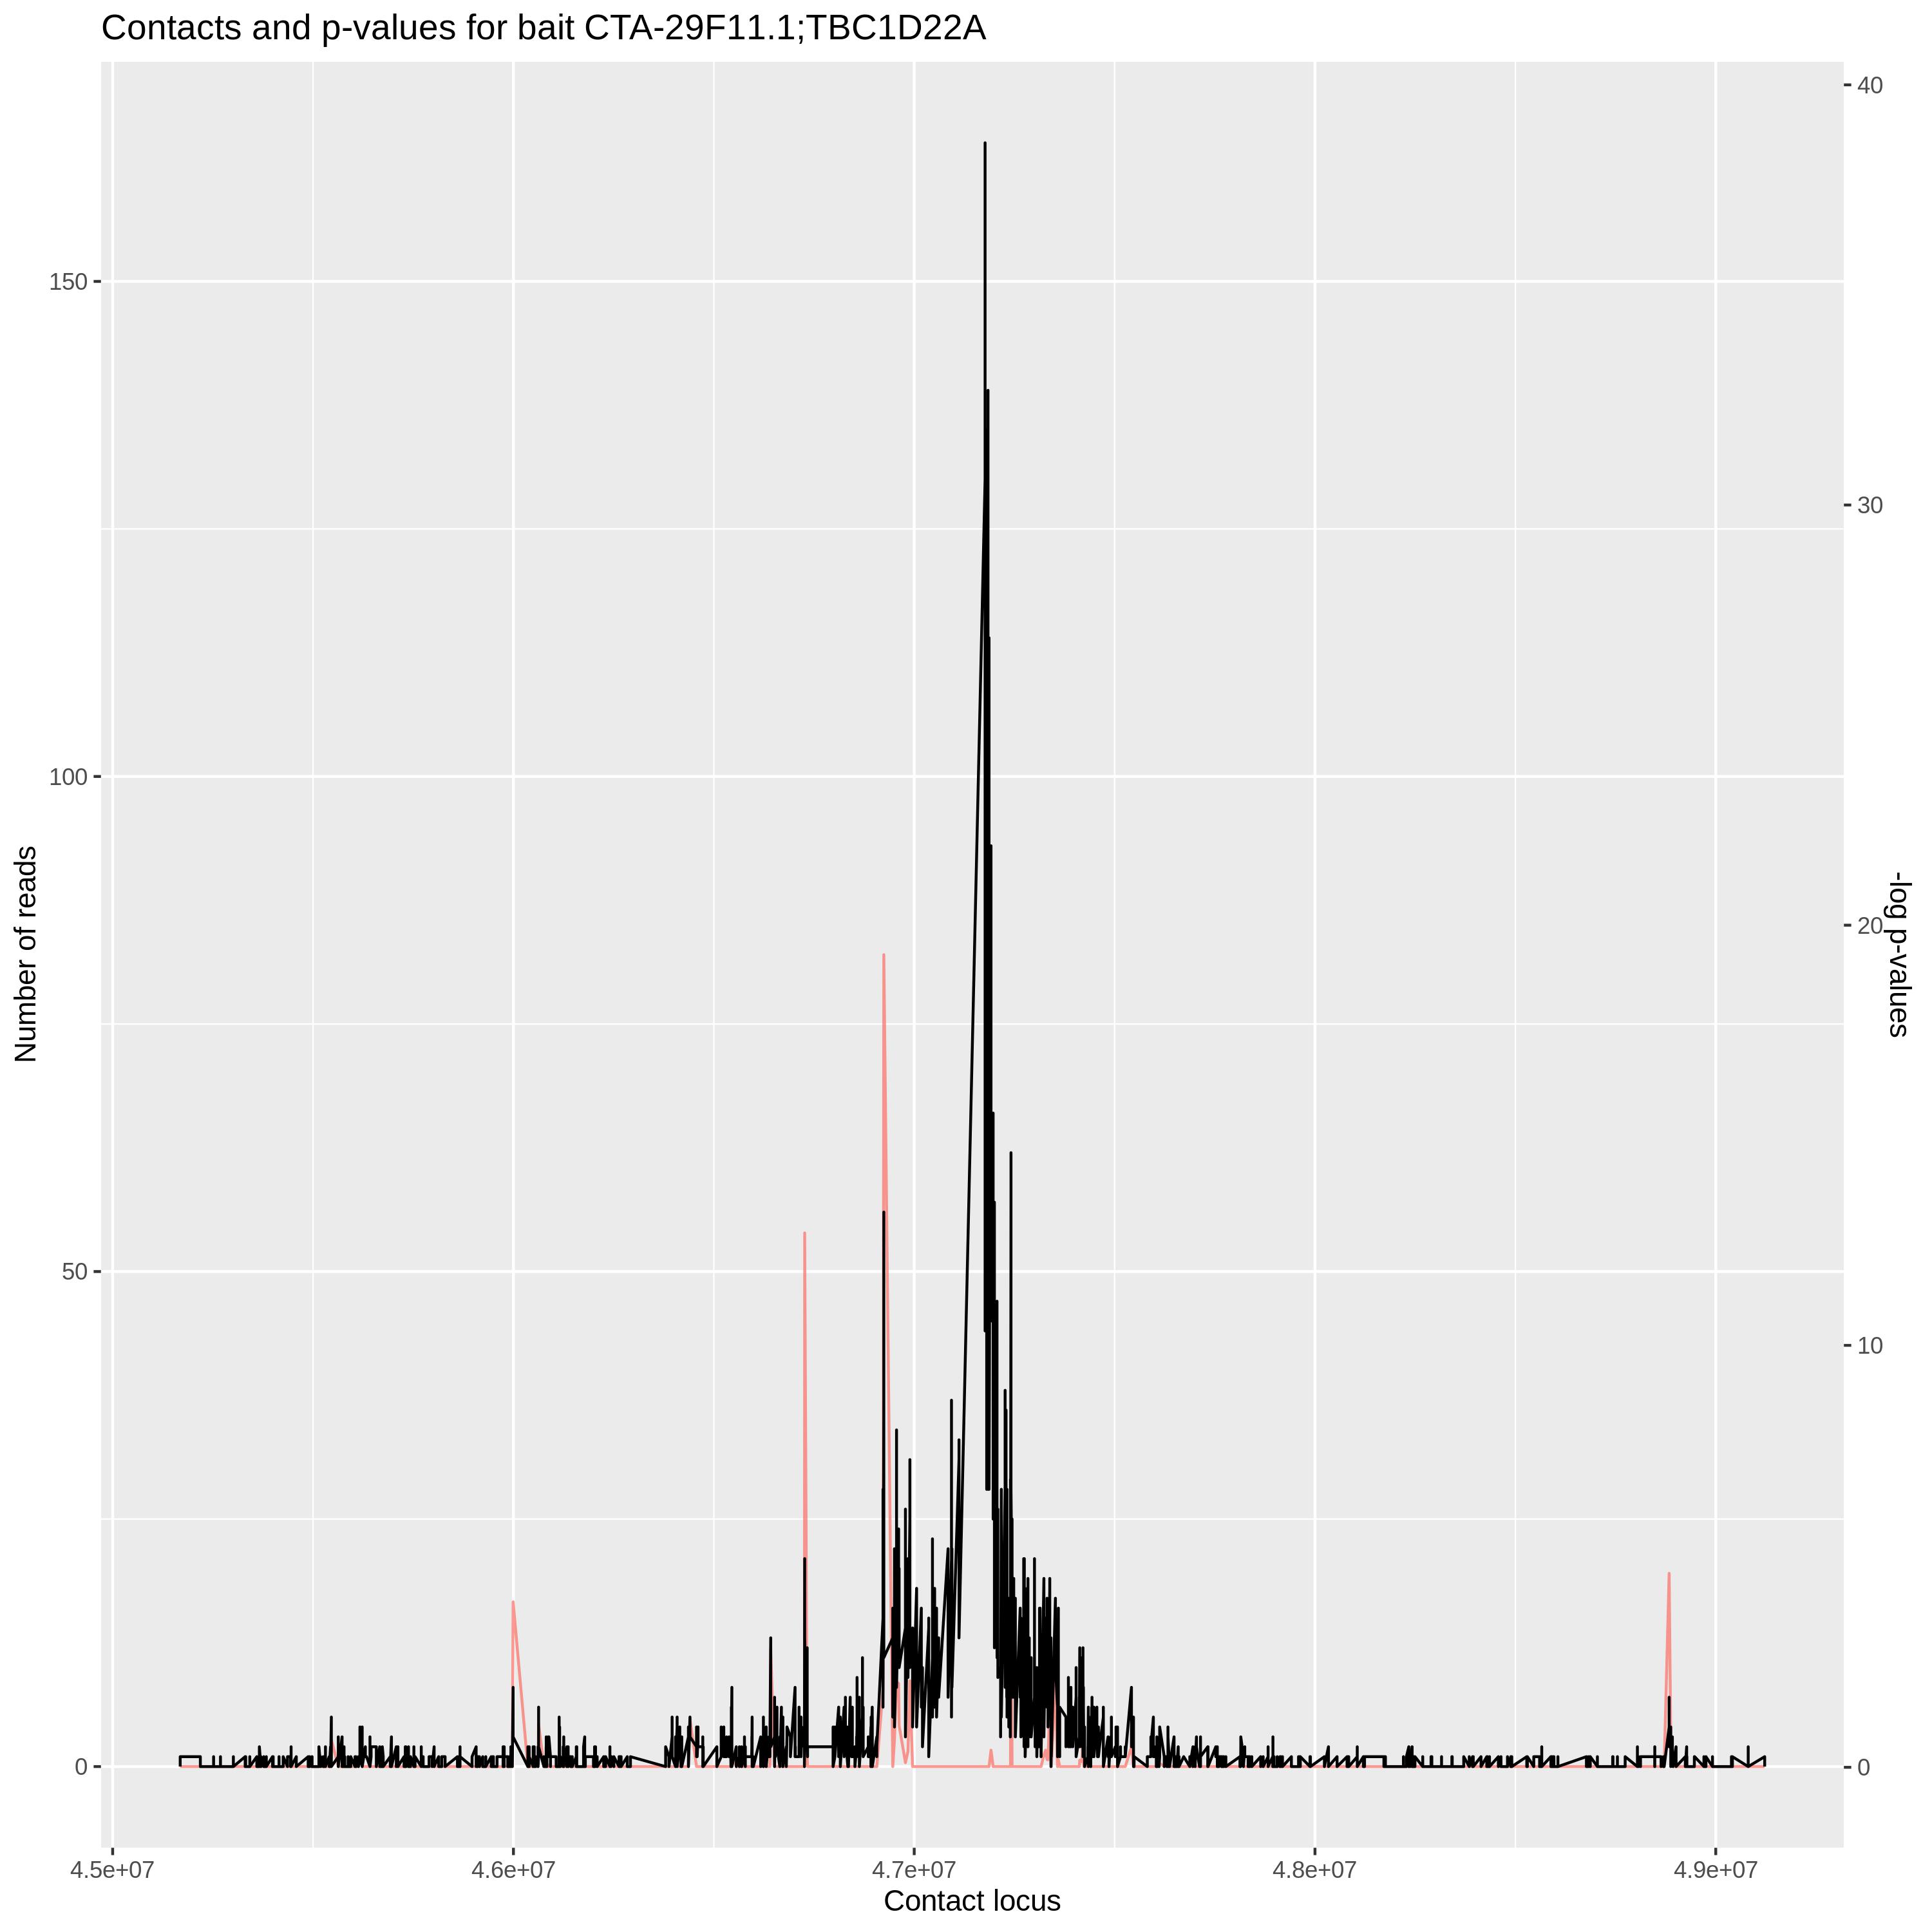 Contacts and p-values for bait CTA-29F11.1;TBC1D22A
Number of reads
150
100
50
0
40
30
20
10
0
-log p-values
4.5e+07
4.6e+07
4.7e+07
4.8e+07
4.9e+07
Contact locus